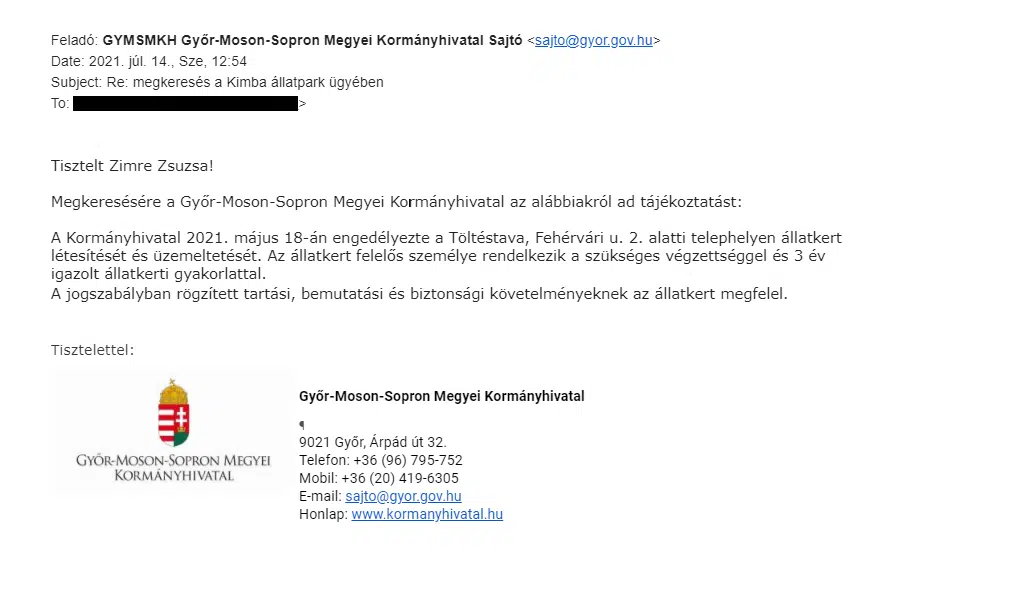 Feladó: GYMSMKH Győr-Moson-Sopron Megyei Kormányhivatal Sajtó <sajto@gyor.gov.hu>
Date: 2021. júl. 14., Sze, 12:54
Subject: Re: megkeresés a Kimba állatpark ügyében
To: >
Tisztelt Zimre Zsuzsa!
Megkeresésére a Győr-Moson-Sopron Megyei Kormányhivatal az alábbiakról ad tájékoztatást:
A Kormányhivatal 2021. május 18-án engedélyezte a Töltéstava, Fehérvári u. 2. alatti telephelyen állatkert
létesítését és üzemeltetését. Az állatkert felelős személye rendelkezik a szükséges végzettséggel és 3 év
igazolt állatkerti gyakorlattal.
A jogszabályban rögzített tartási, bemutatási és biztonsági követelményeknek az állatkert megfelel.
Tisztelettel:
GYŐR-MOSON-SOPRON MEGYEI
KORMÁNYHIVATAL
Győr-Moson-Sopron Megyei Kormányhivatal
¶
9021 Győr, Árpád út 32.
Telefon: +36 (96) 795-752
Mobil: +36 (20) 419-6305
E-mail: sajto@gyor.gov.hu
Honlap: www.kormanyhivatal.hu